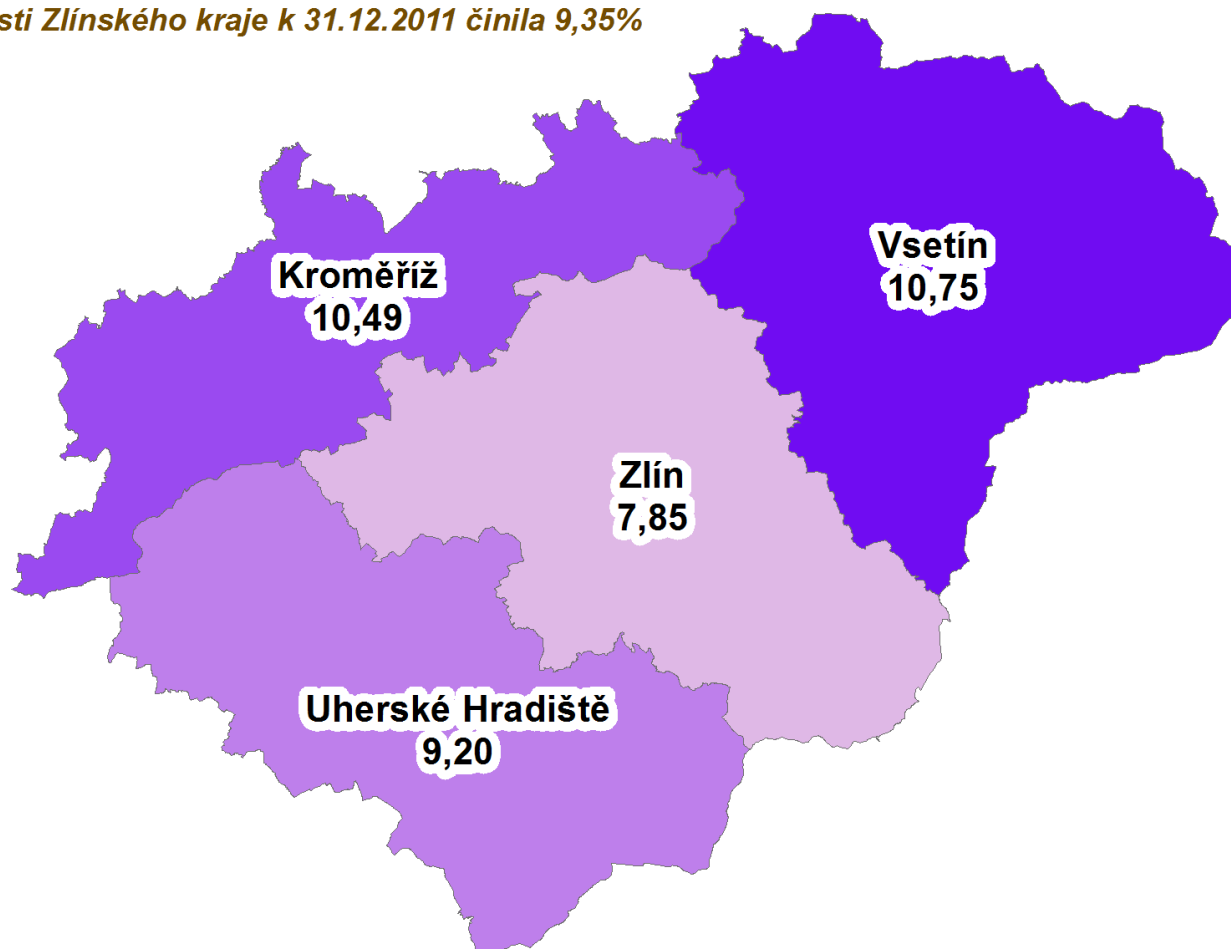 sti Zlínského kraje k 31.12.2011 činila 9,35%
Vsetín
10,75
Kroměříž
10,49
Zlín
7,85
Uherské Hradiště
9,20